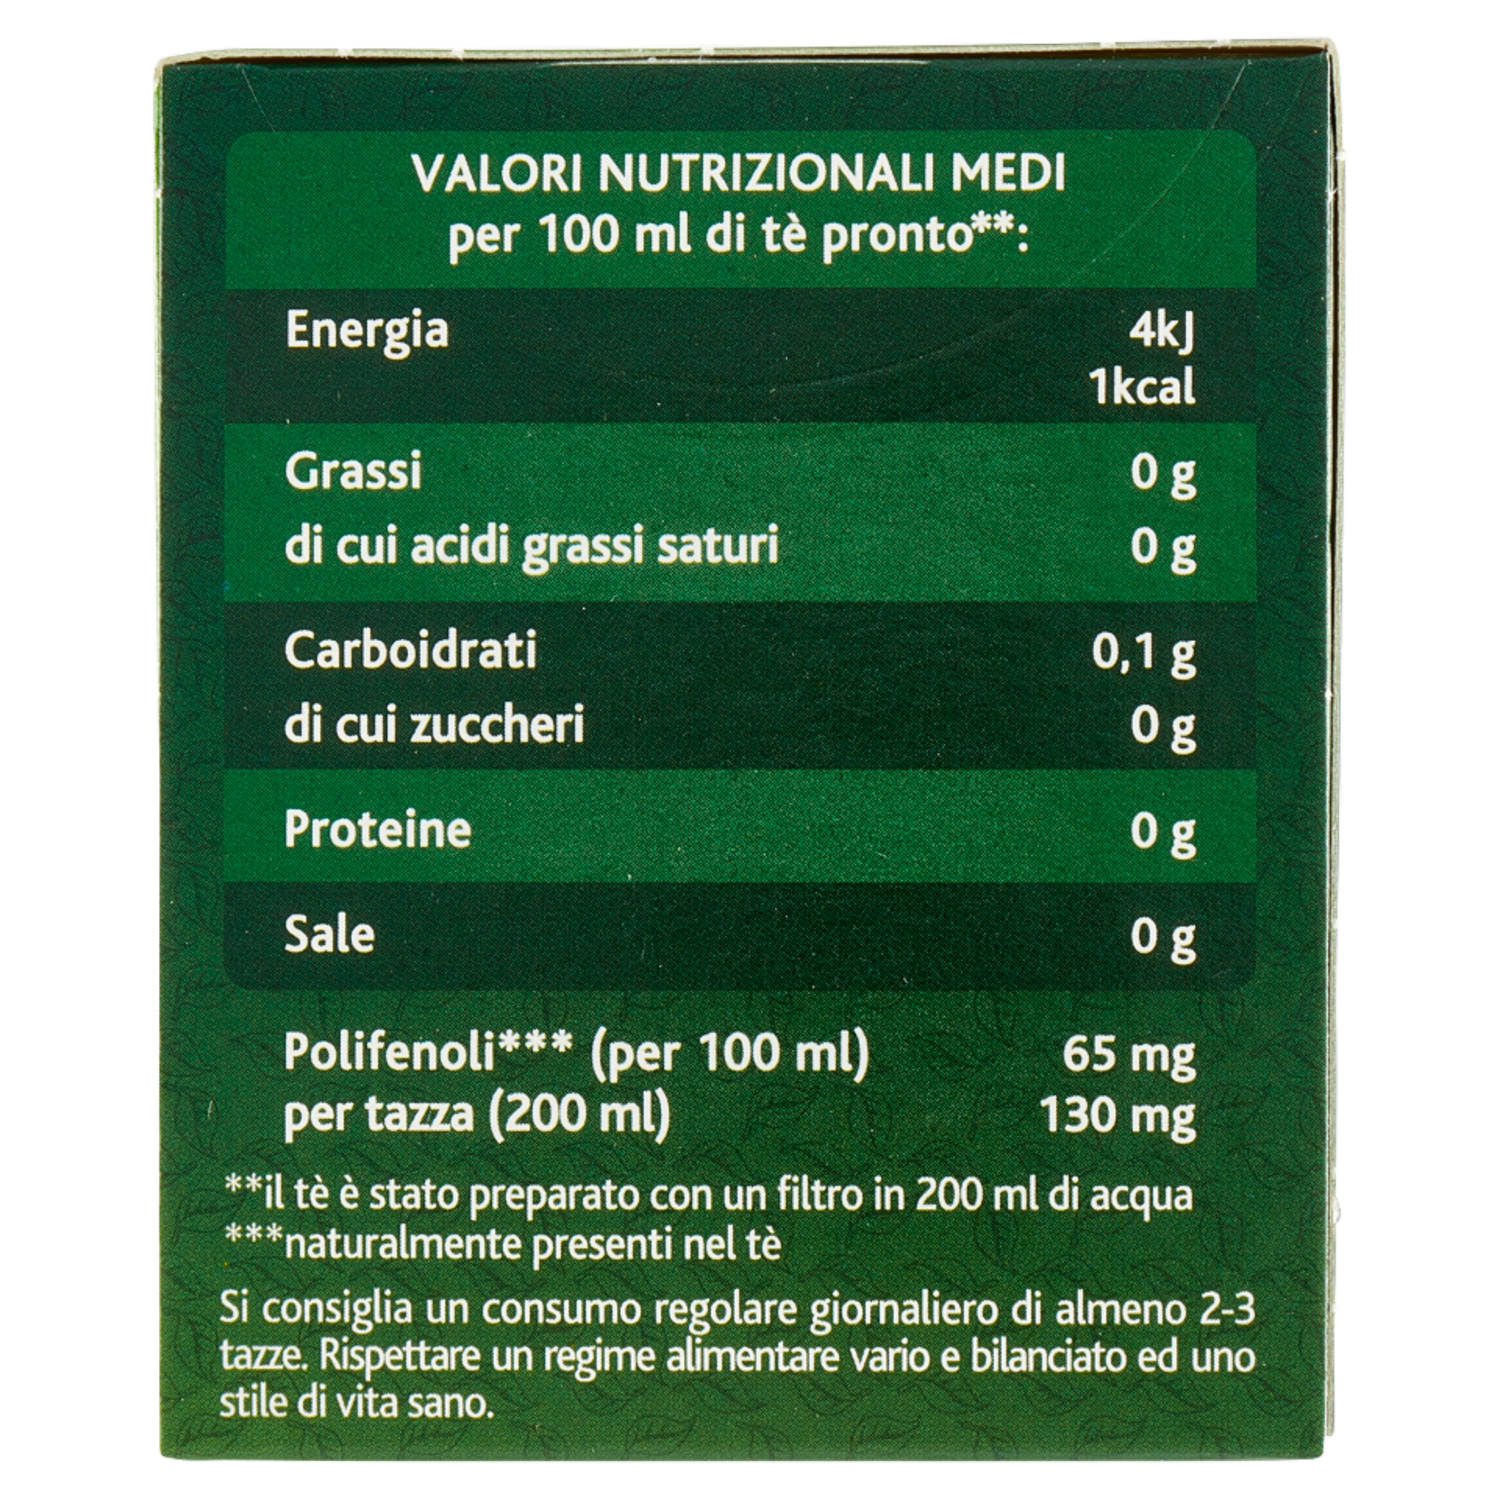 VALORI NUTRIZIONALI MEDI
per 100 ml di tè pronto**:
Energia 4kJ
1kcal
Grassi 0 g
di cui acidi grassi saturi 0 g
Carboidrati 0,1 g
di cui zuccheri 0 g
Proteine 0 g
Sale 0 g
Polifenoli*** (per 100 ml) 65 mg
per tazza (200 ml) 130 mg
**il tè è stato preparato con un filtro in 200 ml di acqua
***naturalmente presenti nel tè
Si consiglia un consumo regolare giornaliero di almeno 2-3
tazze. Rispettare un regime alimentare vario e bilanciato ed uno
stile di vita sano.